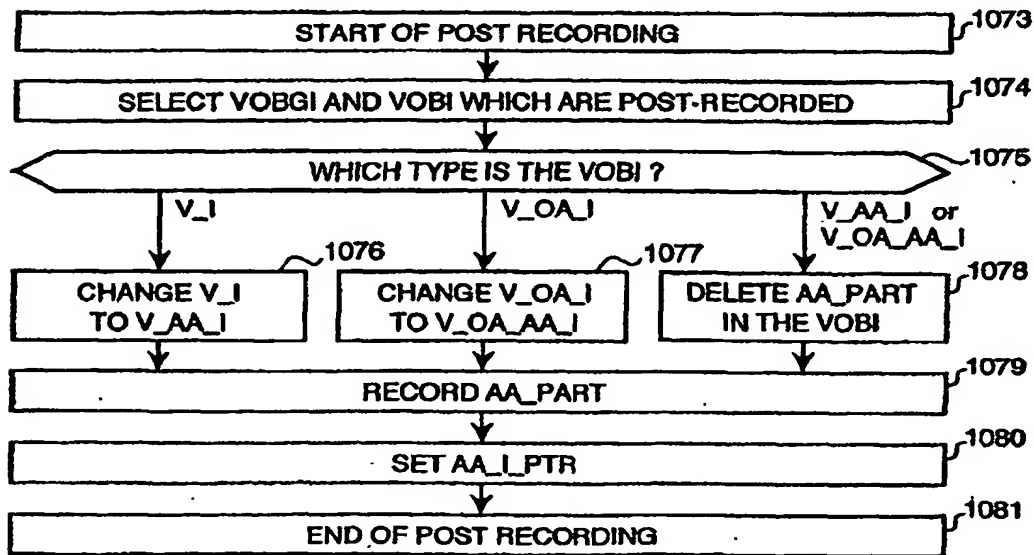 START OF POST RECORDING
1073
SELECT VOBGI AND VOBI WHICH ARE POST-RECORDED
1074
WHICH TYPE IS THE VOBI ?
1075
V_I
V_OA_I
V_AA_I or
V_OA_AA_I
1076
CHANGE V_I
TO V_AA_I
1077
CHANGE V_OA_I
TO V_OA_AA_I
1078
DELETE AA_PART
IN THE VOBI
1079
RECORD AA_PART
1080
SET AA_I_PTR
1081
END OF POST RECORDING